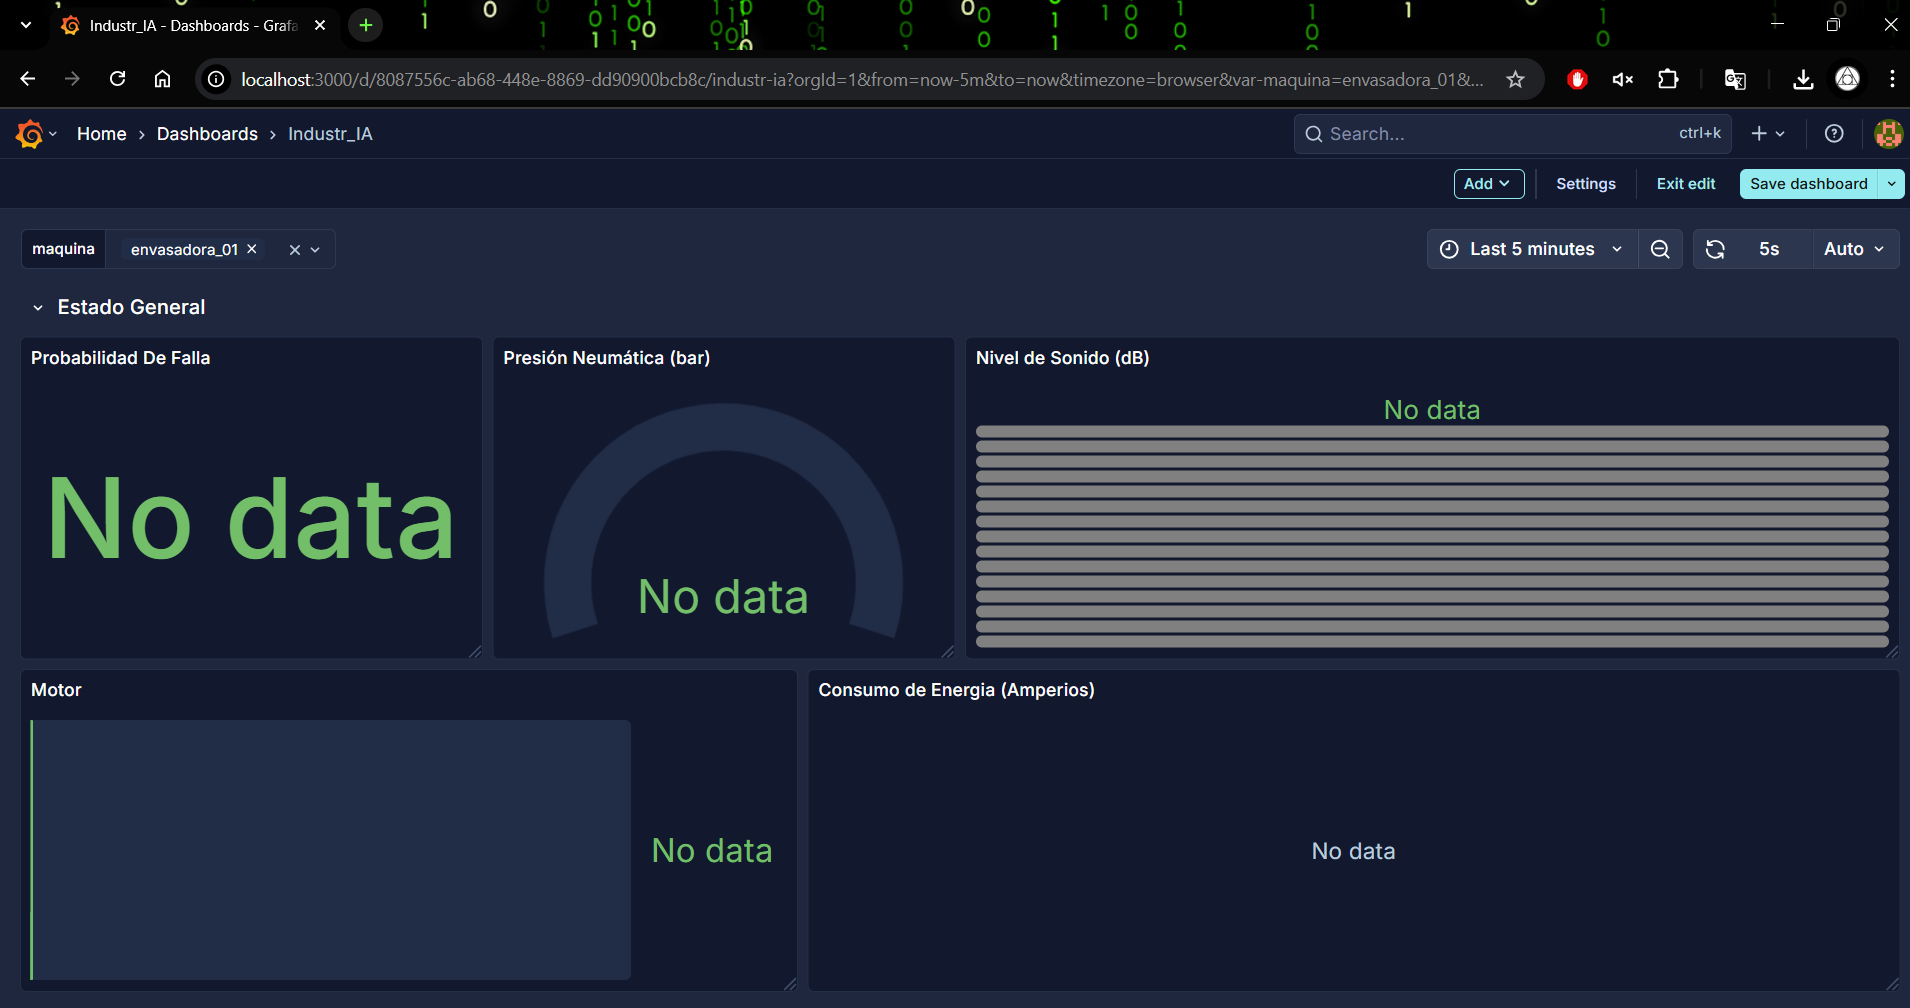 Industr_IA - Dashboards - Grafa
localhost:3000/d/8087556c-ab68-448e-8869-dd90900bcb8c/industr-ia?orgId=1&from=now-5m&to=now&timezone=browser&var-maquina=envasadora_01&...
Home › Dashboards › Industr_IA
Search... ctrl+k
Add
Settings
Exit edit
Save dashboard
maquina
envasadora_01
Last 5 minutes
5s
Auto
Estado General
Probabilidad De Falla
No data
Presión Neumática (bar)
No data
Nivel de Sonido (dB)
No data
Motor
No data
Consumo de Energia (Amperios)
No data